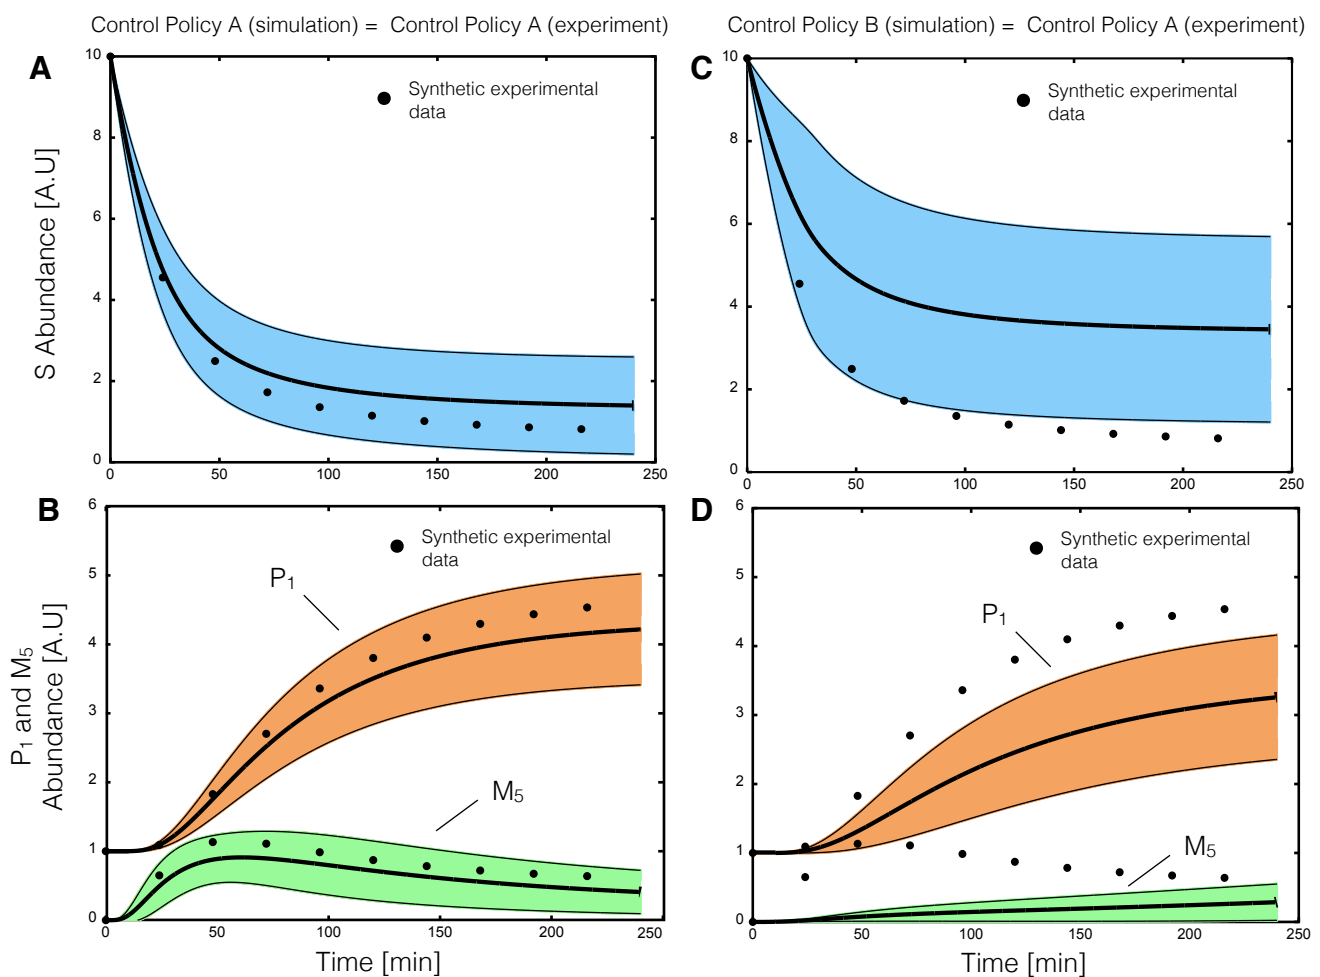 Control Policy A (simulation) = Control Policy A (experiment)
Control Policy B (simulation) = Control Policy A (experiment)
A
10
8
6
4
2
0
0
50
100
150
200
250
S Abundance [A.U]
Synthetic experimental
data
C
10
8
6
4
2
0
0
50
100
150
200
250
Synthetic experimental
data
B
6
5
4
3
2
1
0
0
50
100
150
200
250
P₁ and M₅
Abundance [A.U]
Synthetic experimental
data
P₁
M₅
Time [min]
D
6
5
4
3
2
1
0
0
50
100
150
200
250
Synthetic experimental
data
P₁
M₅
Time [min]